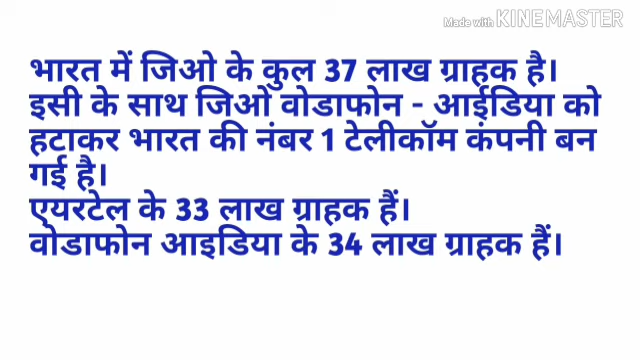 Made with KINEMASTER
भारत में जिओ के कुल 37 लाख ग्राहक है।
इसी के साथ जिओ वोडाफोन - आईडिया को
हटाकर भारत की नंबर 1 टेलीकॉम कंपनी बन
गई है।
एयरटेल के 33 लाख ग्राहक हैं।
वोडाफोन आइडिया के 34 लाख ग्राहक हैं।